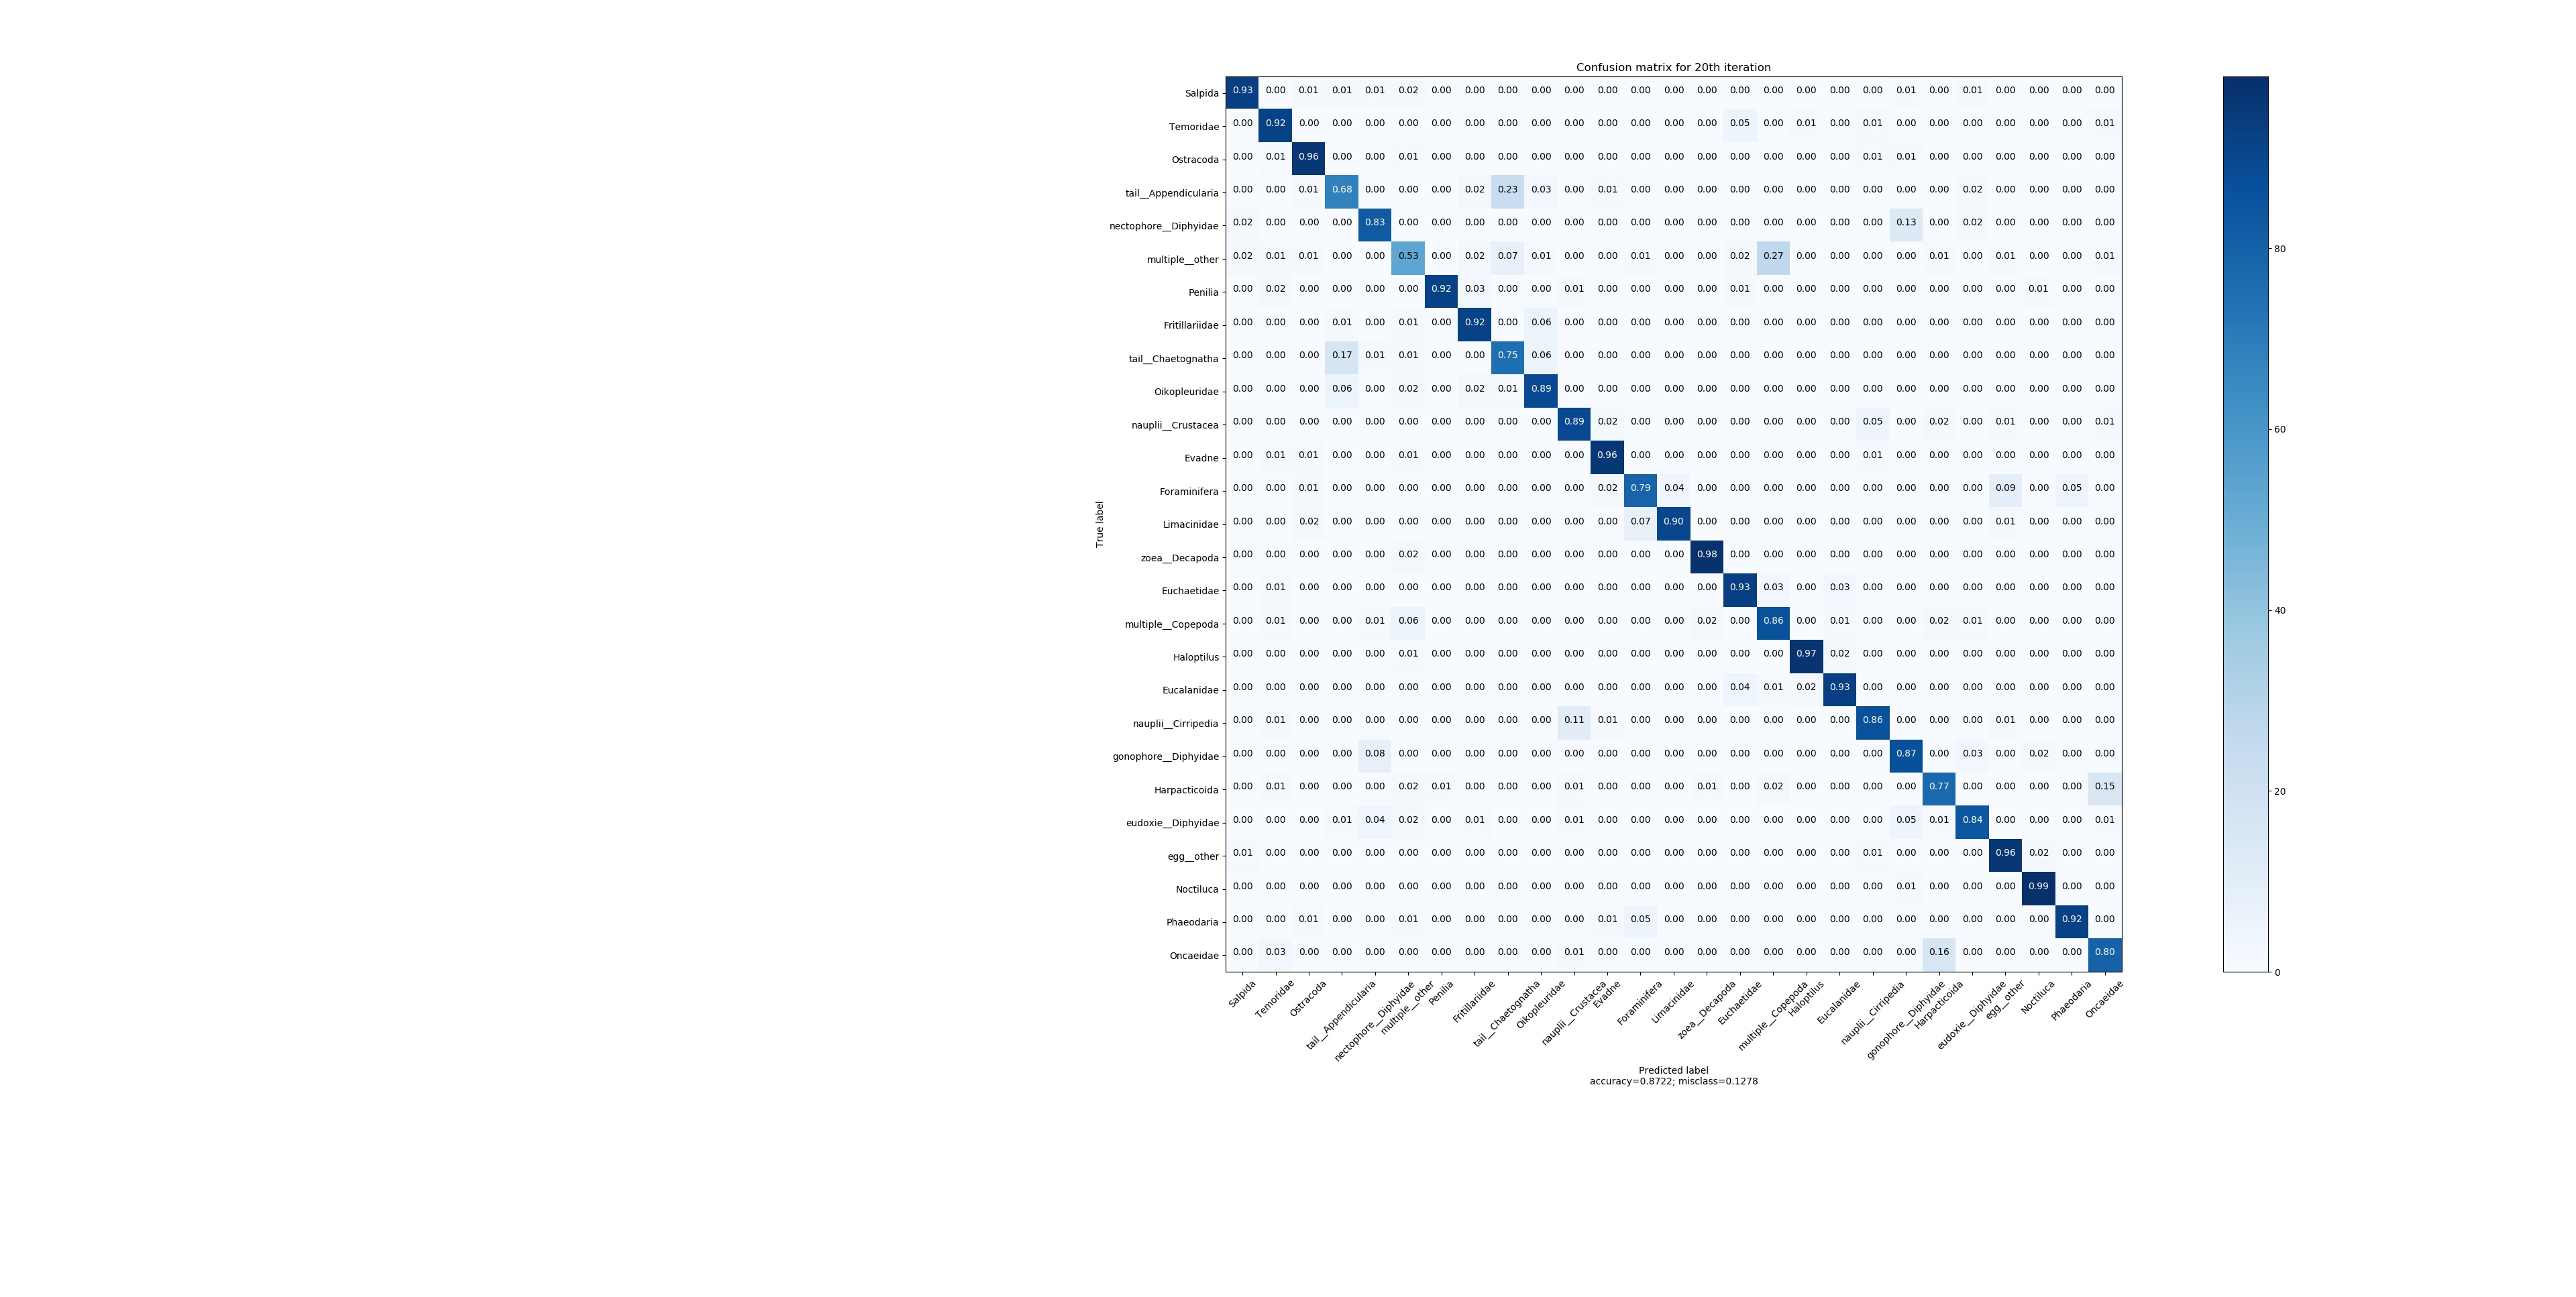 Confusion matrix for 20th iteration
Salpida 0.93 0.00 0.01 0.01 0.01 0.02 0.00 0.00 0.00 0.00 0.00 0.00 0.00 0.00 0.00 0.00 0.00 0.00 0.00 0.00 0.01 0.00 0.01 0.00 0.00 0.00 0.00
Temoridae 0.00 0.92 0.00 0.00 0.00 0.00 0.00 0.00 0.00 0.00 0.00 0.00 0.00 0.00 0.00 0.05 0.00 0.01 0.00 0.01 0.00 0.00 0.00 0.00 0.00 0.00 0.01
Ostracoda 0.00 0.01 0.96 0.00 0.00 0.01 0.00 0.00 0.00 0.00 0.00 0.00 0.00 0.00 0.00 0.00 0.00 0.00 0.00 0.01 0.01 0.00 0.00 0.00 0.00 0.00 0.00
tail__Appendicularia 0.00 0.00 0.01 0.68 0.00 0.00 0.00 0.02 0.23 0.03 0.00 0.01 0.00 0.00 0.00 0.00 0.00 0.00 0.00 0.00 0.00 0.00 0.02 0.00 0.00 0.00 0.00
nectophore__Diphyidae 0.02 0.00 0.00 0.00 0.83 0.00 0.00 0.00 0.00 0.00 0.00 0.00 0.00 0.00 0.00 0.00 0.00 0.00 0.00 0.00 0.13 0.00 0.02 0.00 0.00 0.00 0.00
multiple__other 0.02 0.01 0.01 0.00 0.00 0.53 0.00 0.02 0.07 0.01 0.00 0.00 0.01 0.00 0.00 0.02 0.27 0.00 0.00 0.00 0.00 0.01 0.00 0.01 0.00 0.00 0.01
Penilia 0.00 0.02 0.00 0.00 0.00 0.00 0.92 0.03 0.00 0.00 0.01 0.00 0.00 0.00 0.00 0.01 0.00 0.00 0.00 0.00 0.00 0.00 0.00 0.00 0.01 0.00 0.00
Fritillariidae 0.00 0.00 0.00 0.01 0.00 0.01 0.00 0.92 0.00 0.06 0.00 0.00 0.00 0.00 0.00 0.00 0.00 0.00 0.00 0.00 0.00 0.00 0.00 0.00 0.00 0.00 0.00
tail__Chaetognatha 0.00 0.00 0.00 0.17 0.01 0.01 0.00 0.00 0.75 0.06 0.00 0.00 0.00 0.00 0.00 0.00 0.00 0.00 0.00 0.00 0.00 0.00 0.00 0.00 0.00 0.00 0.00
Oikopleuridae 0.00 0.00 0.00 0.06 0.00 0.02 0.00 0.02 0.01 0.89 0.00 0.00 0.00 0.00 0.00 0.00 0.00 0.00 0.00 0.00 0.00 0.00 0.00 0.00 0.00 0.00 0.00
nauplii__Crustacea 0.00 0.00 0.00 0.00 0.00 0.00 0.00 0.00 0.00 0.00 0.89 0.02 0.00 0.00 0.00 0.00 0.00 0.00 0.00 0.05 0.00 0.02 0.00 0.01 0.00 0.00 0.01
Evadne 0.00 0.01 0.01 0.00 0.00 0.01 0.00 0.00 0.00 0.00 0.00 0.96 0.00 0.00 0.00 0.00 0.00 0.00 0.00 0.01 0.00 0.00 0.00 0.00 0.00 0.00 0.00
Foraminifera 0.00 0.00 0.01 0.00 0.00 0.00 0.00 0.00 0.00 0.00 0.00 0.02 0.79 0.04 0.00 0.00 0.00 0.00 0.00 0.00 0.00 0.00 0.00 0.09 0.00 0.05 0.00
Limacinidae 0.00 0.00 0.02 0.00 0.00 0.00 0.00 0.00 0.00 0.00 0.00 0.00 0.07 0.90 0.00 0.00 0.00 0.00 0.00 0.00 0.00 0.00 0.00 0.01 0.00 0.00 0.00
zoea__Decapoda 0.00 0.00 0.00 0.00 0.00 0.02 0.00 0.00 0.00 0.00 0.00 0.00 0.00 0.00 0.98 0.00 0.00 0.00 0.00 0.00 0.00 0.00 0.00 0.00 0.00 0.00 0.00
Euchaetidae 0.00 0.01 0.00 0.00 0.00 0.00 0.00 0.00 0.00 0.00 0.00 0.00 0.00 0.00 0.00 0.93 0.03 0.00 0.03 0.00 0.00 0.00 0.00 0.00 0.00 0.00 0.00
multiple__Copepoda 0.00 0.01 0.00 0.00 0.01 0.06 0.00 0.00 0.00 0.00 0.00 0.00 0.00 0.00 0.02 0.00 0.86 0.00 0.01 0.00 0.00 0.02 0.01 0.00 0.00 0.00 0.00
Haloptilus 0.00 0.00 0.00 0.00 0.00 0.01 0.00 0.00 0.00 0.00 0.00 0.00 0.00 0.00 0.00 0.00 0.00 0.97 0.02 0.00 0.00 0.00 0.00 0.00 0.00 0.00 0.00
Eucalanidae 0.00 0.00 0.00 0.00 0.00 0.00 0.00 0.00 0.00 0.00 0.00 0.00 0.00 0.00 0.00 0.04 0.01 0.02 0.93 0.00 0.00 0.00 0.00 0.00 0.00 0.00 0.00
nauplii__Cirripedia 0.00 0.01 0.00 0.00 0.00 0.00 0.00 0.00 0.00 0.00 0.11 0.01 0.00 0.00 0.00 0.00 0.00 0.00 0.00 0.86 0.00 0.00 0.00 0.01 0.00 0.00 0.00
gonophore__Diphyidae 0.00 0.00 0.00 0.00 0.08 0.00 0.00 0.00 0.00 0.00 0.00 0.00 0.00 0.00 0.00 0.00 0.00 0.00 0.00 0.00 0.87 0.00 0.03 0.00 0.02 0.00 0.00
Harpacticoida 0.00 0.01 0.00 0.00 0.00 0.02 0.01 0.00 0.00 0.00 0.01 0.00 0.00 0.00 0.01 0.00 0.02 0.00 0.00 0.00 0.00 0.77 0.00 0.00 0.00 0.00 0.15
eudoxie__Diphyidae 0.00 0.00 0.00 0.01 0.04 0.02 0.00 0.01 0.00 0.00 0.01 0.00 0.00 0.00 0.00 0.00 0.00 0.00 0.00 0.00 0.05 0.01 0.84 0.00 0.00 0.00 0.01
egg__other 0.01 0.00 0.00 0.00 0.00 0.00 0.00 0.00 0.00 0.00 0.00 0.00 0.00 0.00 0.00 0.00 0.00 0.00 0.00 0.01 0.00 0.00 0.00 0.96 0.02 0.00 0.00
Noctiluca 0.00 0.00 0.00 0.00 0.00 0.00 0.00 0.00 0.00 0.00 0.00 0.00 0.00 0.00 0.00 0.00 0.00 0.00 0.00 0.00 0.01 0.00 0.00 0.00 0.99 0.00 0.00
Phaeodaria 0.00 0.00 0.01 0.00 0.00 0.01 0.00 0.00 0.00 0.00 0.00 0.01 0.05 0.00 0.00 0.00 0.00 0.00 0.00 0.00 0.00 0.00 0.00 0.00 0.00 0.92 0.00
Oncaeidae 0.00 0.03 0.00 0.00 0.00 0.00 0.00 0.00 0.00 0.00 0.01 0.00 0.00 0.00 0.00 0.00 0.00 0.00 0.00 0.00 0.00 0.16 0.00 0.00 0.00 0.00 0.80
True label
Salpida Temoridae Ostracoda tail__Appendicularia nectophore__Diphyidae multiple__other Penilia Fritillariidae tail__Chaetognatha Oikopleuridae nauplii__Crustacea Evadne Foraminifera Limacinidae zoea__Decapoda Euchaetidae multiple__Copepoda Haloptilus Eucalanidae nauplii__Cirripedia gonophore__Diphyidae Harpacticoida eudoxie__Diphyidae egg__other Noctiluca Phaeodaria Oncaeidae
Predicted label
accuracy=0.8722; misclass=0.1278
80
60
40
20
0